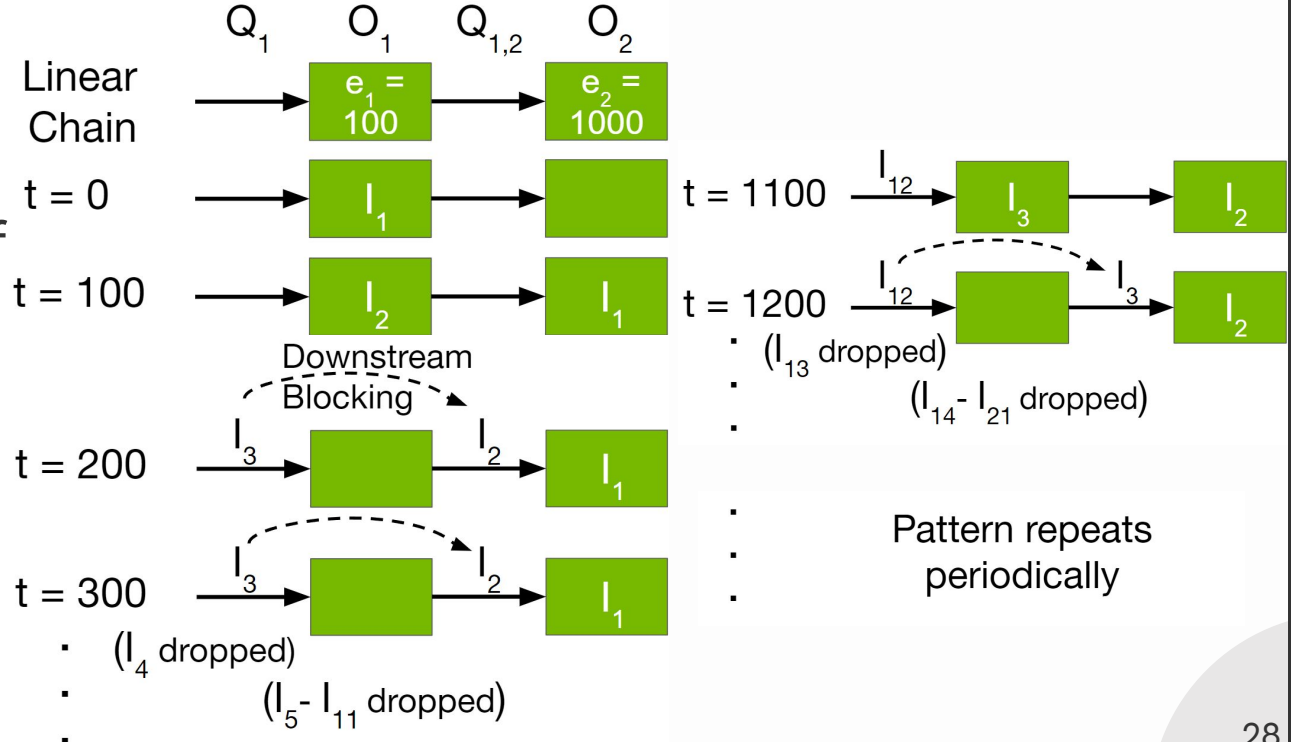 Q₁ O₁ Q₁,₂ O₂
Linear
Chain
e₁ =
100
e₂ =
1000
t = 0
I₁
t = 100
I₂ I₁
Downstream
Blocking
t = 200
I₃ I₂ I₁
t = 300
I₃ I₂ I₁
(I₄ dropped)
(I₅- I₁₁ dropped)
t = 1100
I₁₂ I₃ I₂
t = 1200
I₁₂ I₃ I₂
(I₁₃ dropped)
(I₁₄- I₂₁ dropped)
Pattern repeats
periodically
28